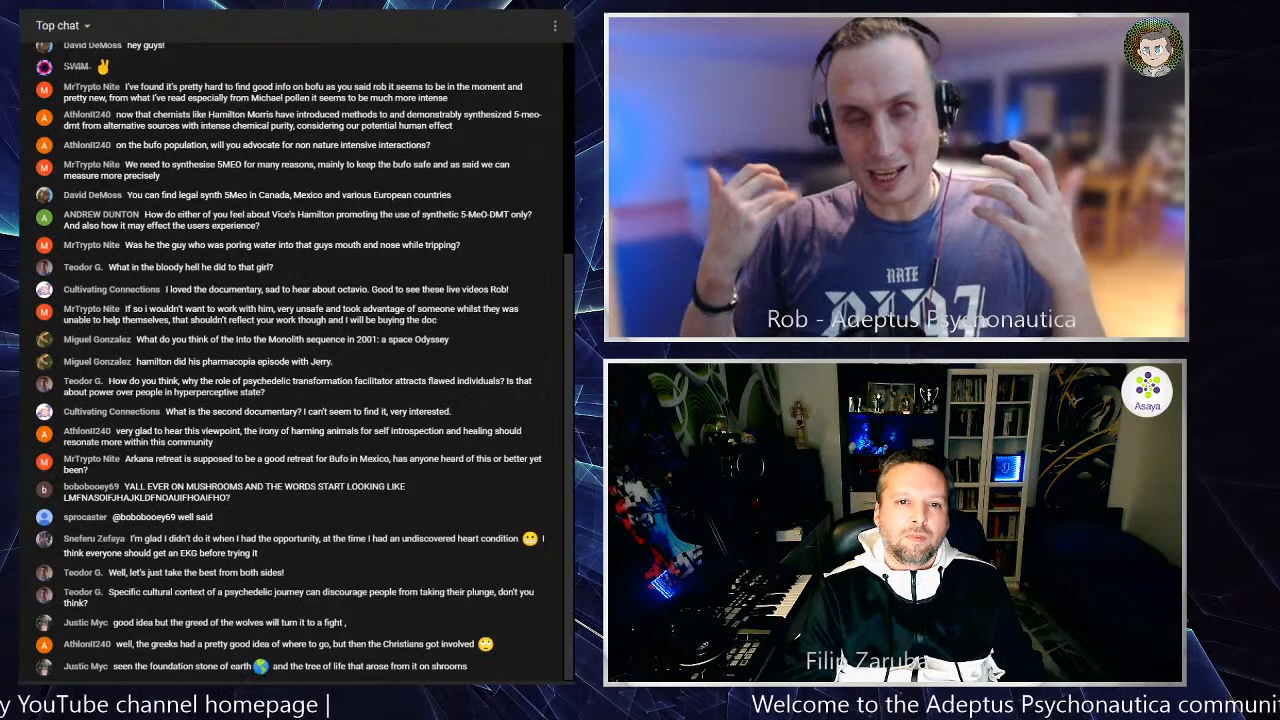 Top chat
David DeMoss hey guys!
SWIM-
MrTrypto Nite I've found it's pretty hard to find good info on bofu as you said rob it seems to be in the moment and
pretty new, from what I've read especially from Michael pollen it seems to be much more intense
AthlonII240 now that chemists like Hamilton Morris have introduced methods to and demonstrably synthesized 5-meo-
dmt from alternative sources with intense chemical purity, considering our potential human effect
AthlonII240 on the bufo population, will you advocate for non nature intensive interactions?
MrTrypto Nite We need to synthesise 5MEO for many reasons, mainly to keep the bufo safe and as said we can
measure more precisely
David DeMoss You can find legal synth 5Meo in Canada, Mexico and various European countries
ANDREW DUNTON How do either of you feel about Vice's Hamilton promoting the use of synthetic 5-MeO-DMT only?
And also how it may effect the users experience?
MrTrypto Nite Was he the guy who was poring water into that guys mouth and nose while tripping?
Teodor G. What in the bloody hell he did to that girl?
Cultivating Connections I loved the documentary, sad to hear about octavio. Good to see these live videos Rob!
MrTrypto Nite If so i wouldn't want to work with him, very unsafe and took advantage of someone whilst they were
unable to help themselves, that shouldn't reflect your work though and I will be buying the doc
Miguel Gonzalez What do you think of the Into the Monolith sequence in 2001: a space Odyssey
Miguel Gonzalez hamilton did his pharmacopia episode with Jerry.
Teodor G. How do you think, why the role of psychedelic transformation facilitator attracts flawed individuals? Is that
about power over people in hyperperceptive state?
Cultivating Connections What is the second documentary? I can't seem to find it, very interested.
AthlonII240 very glad to hear this viewpoint, the irony of harming animals for self introspection and healing should
resonate more within this community
MrTrypto Nite Arkana retreat is supposed to be a good retreat for Bufo in Mexico, has anyone heard of this or better yet
been?
bobobooey69 YALL EVER ON MUSHROOMS AND THE WORDS START LOOKING LIKE
LMFNASOIFJHAJKLDFNOAUIFHOAIFHO?
sprocaster @bobobooey69 well said
Sneferu Zefaya I'm glad I didn't do it when I had the opportunity, at the time I had an undiscovered heart condition 😬 I
think everyone should get an EKG before trying it
Teodor G. Well, let's just take the best from both sides!
Teodor G. Specific cultural context of a psychedelic journey can discourage people from taking their plunge, don't you
think?
Justic Myc good idea but the greed of the wolves will turn it to a fight ,
AthlonII240 well, the greeks had a pretty good idea of where to go, but then the Christians got involved 🙄
Justic Myc seen the foundation stone of earth 🌎 and the tree of life that arose from it on shrooms
Rob - Adeptus Psychonautica
Asaya
Filip Zaruba
y YouTube channel homepage |
Welcome to the Adeptus Psychonautica communi